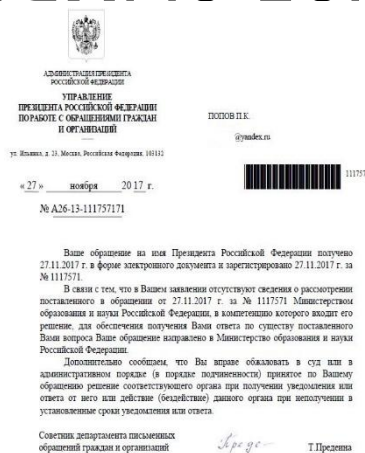 АДМИНИСТРАЦИЯ ПРЕЗИДЕНТА
РОССИЙСКОЙ ФЕДЕРАЦИИ
УПРАВЛЕНИЕ
ПРЕЗИДЕНТА РОССИЙСКОЙ ФЕДЕРАЦИИ
ПО РАБОТЕ С ОБРАЩЕНИЯМИ ГРАЖДАН
И ОРГАНИЗАЦИЙ
ул. Ильинка, д. 23, Москва, Российская Федерация, 103132
« 27 » ноября 20 17 г.
№ А26-13-111757171
ПОПОВ П.К.
@yandex.ru
11175
Ваше обращение на имя Президента Российской Федерации получено
27.11.2017 г. в форме электронного документа и зарегистрировано 27.11.2017 г. за
№ 1117571.
В связи с тем, что в Вашем заявлении отсутствуют сведения о рассмотрении
поставленного в обращении от 27.11.2017 г. за № 1117571 Министерством
образования и науки Российской Федерации, в компетенцию которого входит его
решение, для обеспечения получения Вами ответа по существу поставленного
Вами вопроса Ваше обращение направлено в Министерство образования и науки
Российской Федерации.
Дополнительно сообщаем, что Вы вправе обжаловать в суд или в
административном порядке (в порядке подчиненности) принятое по Вашему
обращению решение соответствующего органа при получении уведомления или
ответа от него или действие (бездействие) данного органа при неполучении в
установленные сроки уведомления или ответа.
Советник департамента письменных
обращений граждан и организаций
Т.Предеина